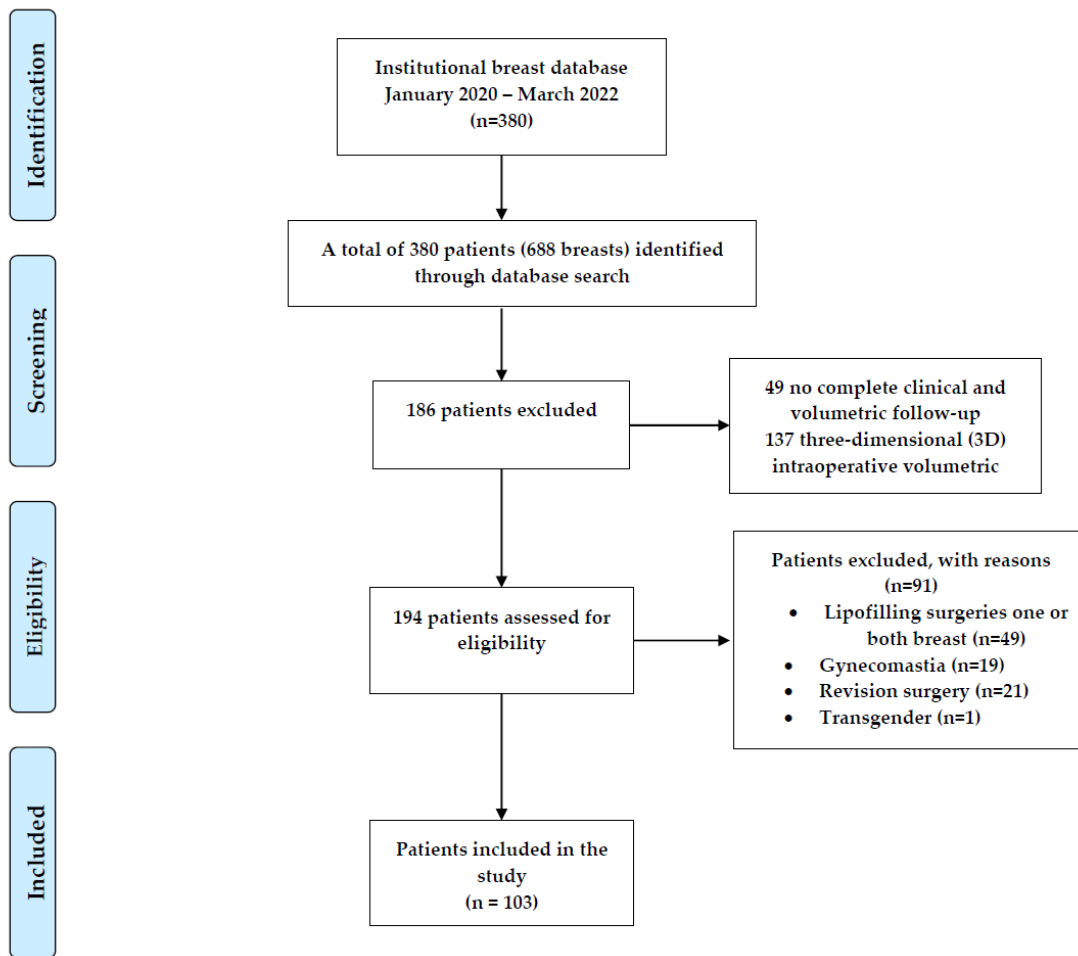 Identification
Institutional breast database
January 2020 – March 2022
(n=380)
A total of 380 patients (688 breasts) identified
through database search
Screening
186 patients excluded
49 no complete clinical and
volumetric follow-up
137 three-dimensional (3D)
intraoperative volumetric
Eligibility
194 patients assessed for
eligibility
Patients excluded, with reasons
(n=91)
• Lipofilling surgeries one or
both breast (n=49)
• Gynecomastia (n=19)
• Revision surgery (n=21)
• Transgender (n=1)
Included
Patients included in the
study
(n = 103)